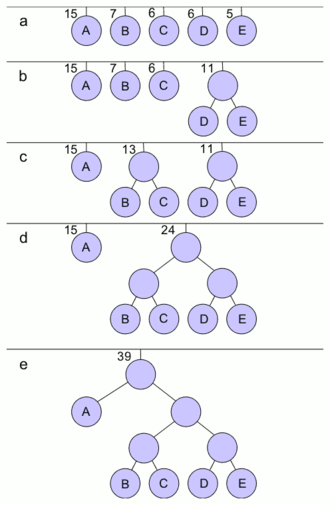 a 15 7 6 6 5
A B C D E
b 15 7 6 11
A B C
D E
c 15 13 11
A
B C D E
d 15 24
A
B C D E
39
e
A
B C D E